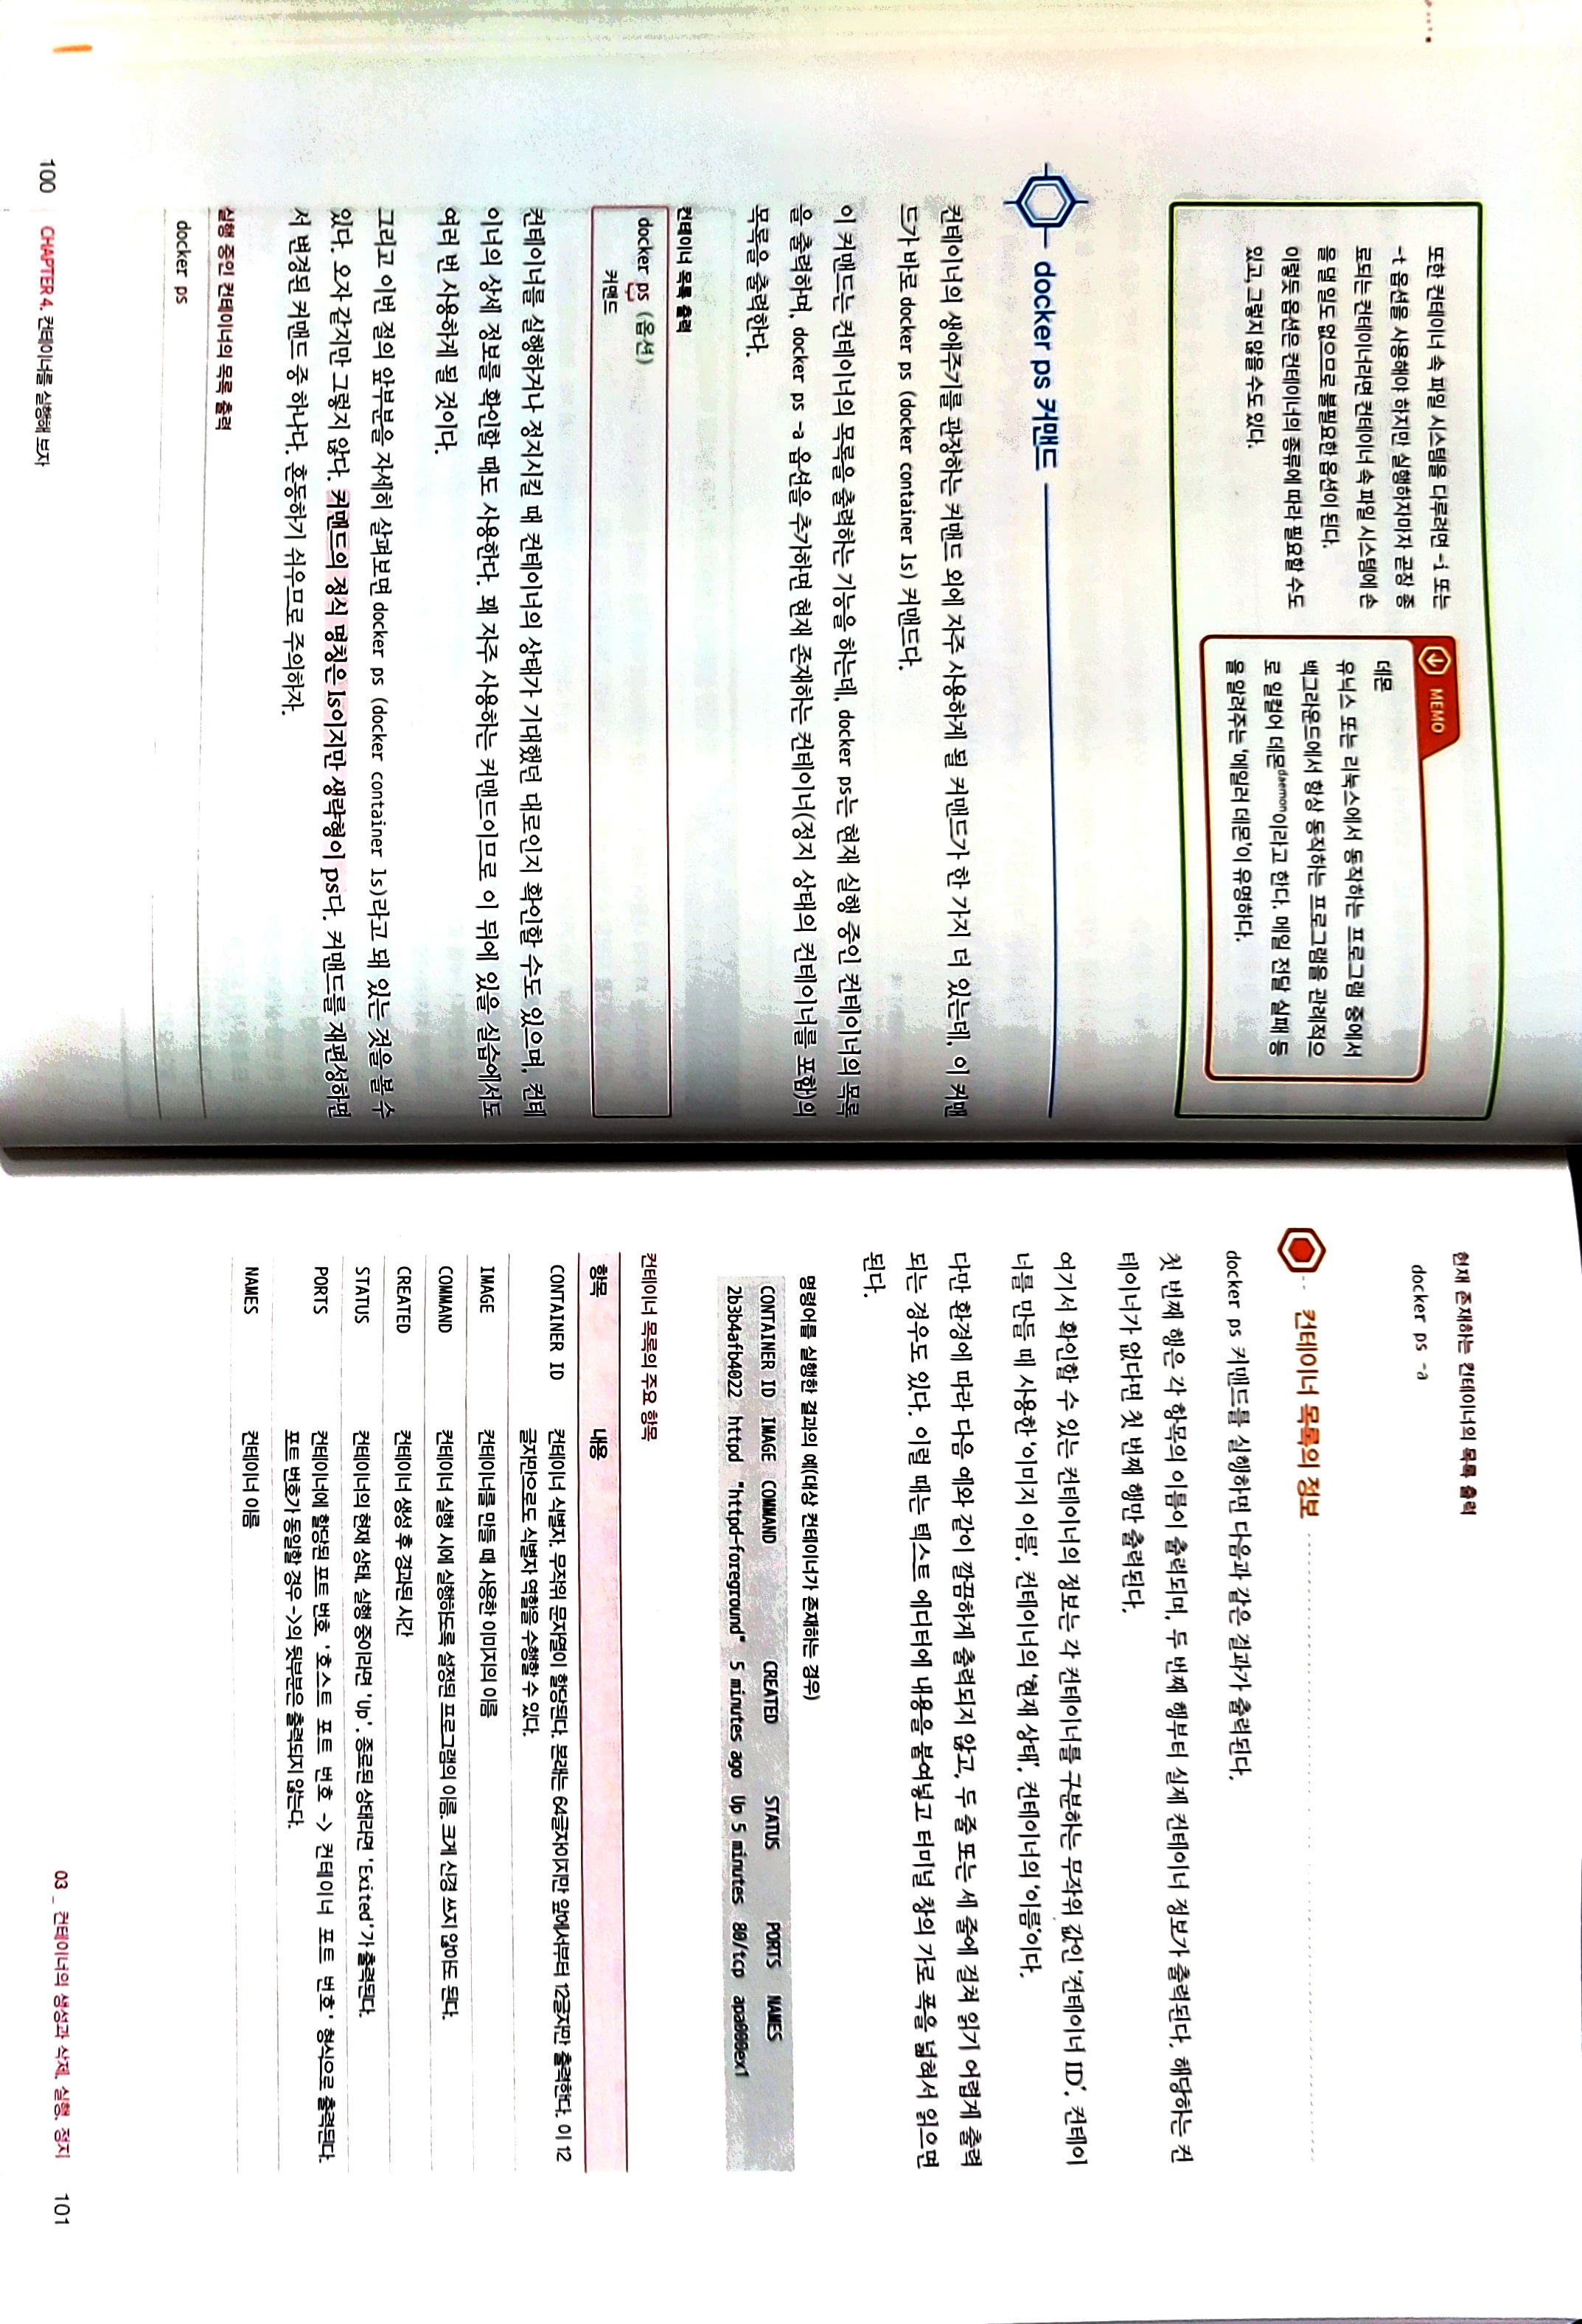 또한 컨테이너 속 파일 시스템을 다루려면 -i 또는
-t 옵션을 사용해야 하지만 실행하자마자 곧장 종
료되는 컨테이너라면 컨테이너 속 파일 시스템에 손
을 댈 일도 없으므로 불필요한 옵션이 된다.
이렇듯 옵션은 컨테이너의 종류에 따라 필요할 수도
있고, 그렇지 않을 수도 있다.
MEMO
데몬
유닉스 또는 리눅스에서 동작하는 프로그램 중에서
백그라운드에서 항상 동작하는 프로그램을 관례적으
로 일컬어 데몬daemon이라고 한다. 메일 전달 실패 등
을 알려주는 '메일러 데몬'이 유명하다.
docker ps 커맨드
컨테이너의 생애주기를 관장하는 커맨드 외에 자주 사용하게 될 커맨드가 한 가지 더 있는데, 이 커맨
드가 바로 docker ps (docker container ls) 커맨드다.
이 커맨드는 컨테이너의 목록을 출력하는 기능을 하는데, docker ps는 현재 실행 중인 컨테이너의 목록
을 출력하며, docker ps -a 옵션을 추가하면 현재 존재하는 컨테이너(정지 상태의 컨테이너를 포함)의
목록을 출력한다.
컨테이너 목록 출력
docker ps (옵션)
커맨드
컨테이너를 실행하거나 정지시킬 때 컨테이너의 상태가 기대했던 대로인지 확인할 수도 있으며, 컨테
이너의 상세 정보를 확인할 때도 사용한다. 꽤 자주 사용하는 커맨드이므로 이 뒤에 있을 실습에서도
여러 번 사용하게 될 것이다.
그리고 이번 절의 앞부분을 자세히 살펴보면 docker ps (docker container ls)라고 돼 있는 것을 볼 수
있다. 오자 같지만 그렇지 않다. 커맨드의 정식 명칭은 ls이지만 생략형이 ps다. 커맨드를 재편성하면
서 변경된 커맨드 중 하나다. 혼동하기 쉬우므로 주의하자.
실행 중인 컨테이너의 목록 출력
docker ps
100 CHAPTER 4. 컨테이너를 실행해 보자
현재 존재하는 컨테이너의 목록 출력
docker ps -a
컨테이너 목록의 정보
docker ps 커맨드를 실행하면 다음과 같은 결과가 출력된다.
첫 번째 행은 각 항목의 이름이 출력되며, 두 번째 행부터 실제 컨테이너 정보가 출력된다. 해당하는 컨
테이너가 없다면 첫 번째 행만 출력된다.
여기서 확인할 수 있는 컨테이너의 정보는 각 컨테이너를 구분하는 무작위 값인 '컨테이너 ID', 컨테이
너를 만들 때 사용한 '이미지 이름', 컨테이너의 '현재 상태', 컨테이너의 '이름'이다.
다만 환경에 따라 다음 예와 같이 깔끔하게 출력되지 않고, 두 줄 또는 세 줄에 걸쳐 읽기 어렵게 출력
되는 경우도 있다. 이럴 때는 텍스트 에디터에 내용을 붙여넣고 터미널 창의 가로 폭을 넓혀서 읽으면
된다.
명령어를 실행한 결과의 예(대상 컨테이너가 존재하는 경우)
CONTAINER ID IMAGE COMMAND CREATED STATUS PORTS NAMES
2b3b4afb4022 httpd "httpd-foreground" 5 minutes ago Up 5 minutes 80/tcp apa000ex1
컨테이너 목록의 주요 항목
항목 내용
CONTAINER ID 컨테이너 식별자. 무작위 문자열이 할당된다. 본래는 64글자이지만 앞에서부터 12글자만 출력한다. 이 12
글자만으로도 식별자 역할을 수행할 수 있다.
IMAGE 컨테이너를 만들 때 사용한 이미지의 이름
COMMAND 컨테이너 실행 시에 실행하도록 설정된 프로그램의 이름. 크게 신경 쓰지 않아도 된다.
CREATED 컨테이너 생성 후 경과된 시간
STATUS 컨테이너의 현재 상태. 실행 중이라면 'Up', 종료된 상태라면 'Exited'가 출력된다.
PORTS 컨테이너에 할당된 포트 번호. '호스트 포트 번호 -> 컨테이너 포트 번호' 형식으로 출력된다.
포트 번호가 동일할 경우 ->의 뒷부분은 출력되지 않는다.
NAMES 컨테이너 이름
03 _ 컨테이너의 생성과 삭제, 실행, 정지 101